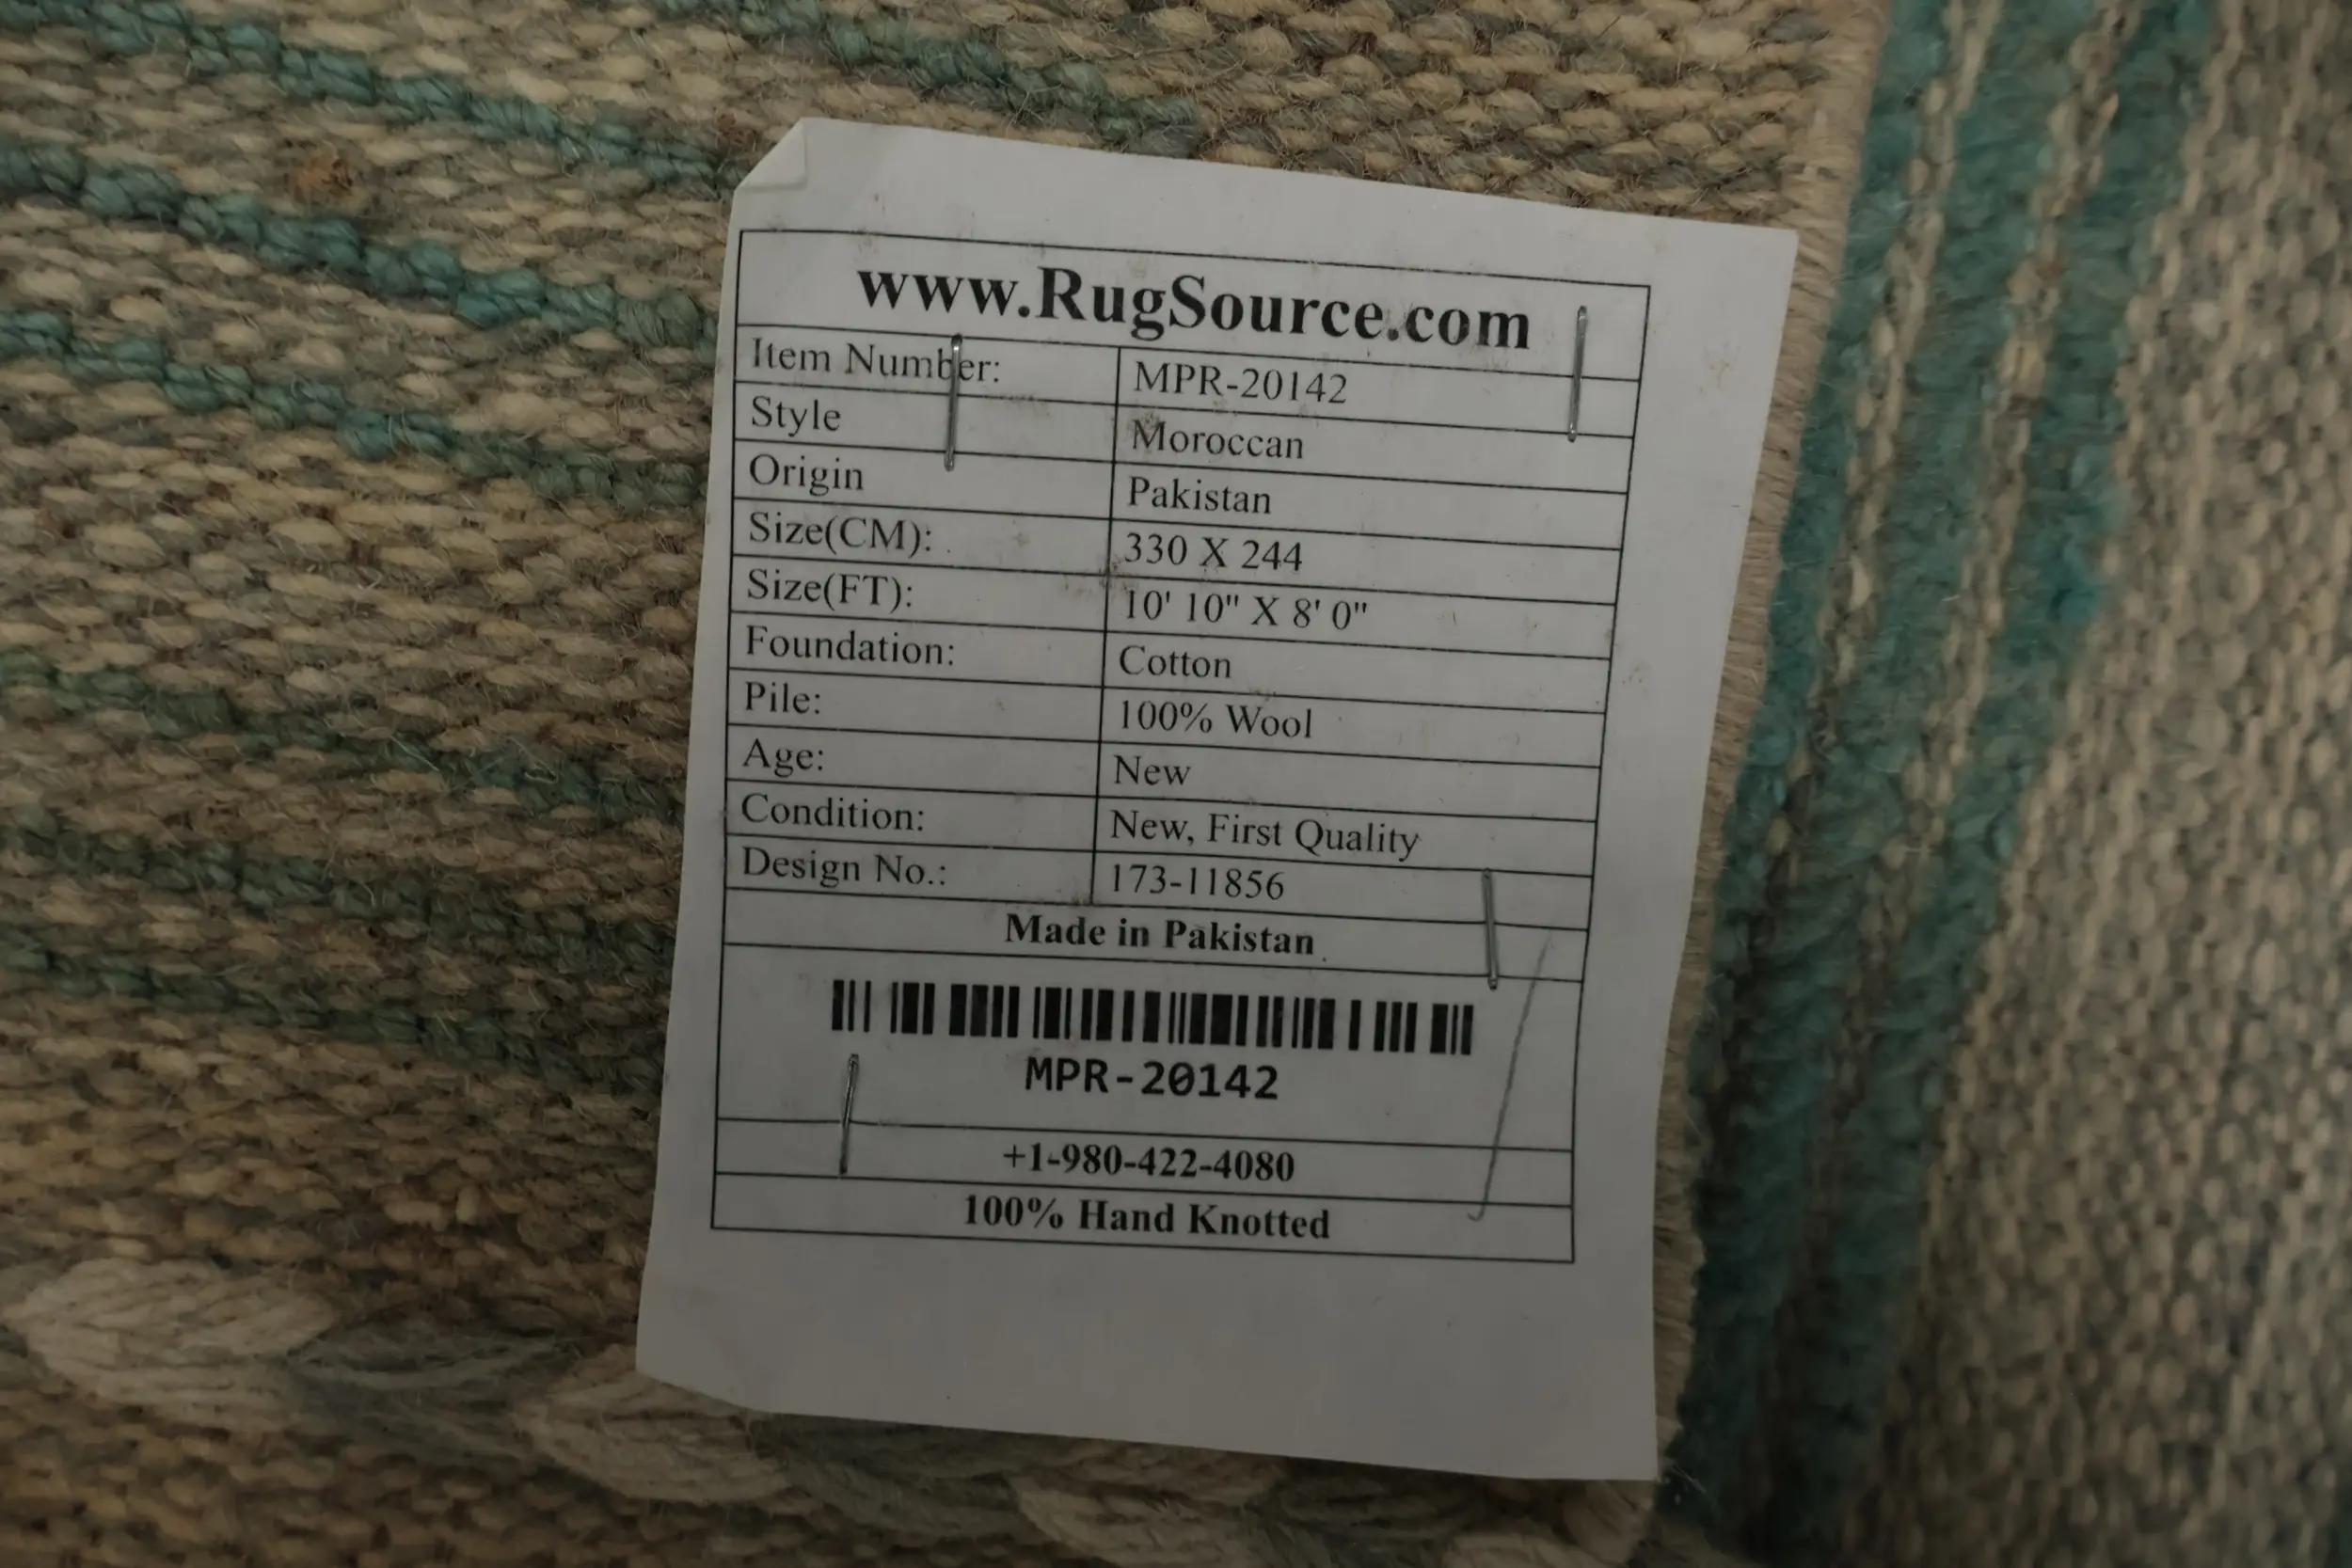 www.RugSource.com
Item Number: MPR-20142
Style Moroccan
Origin Pakistan
Size(CM): 330 X 244
Size(FT): 10' 10" X 8' 0"
Foundation: Cotton
Pile: 100% Wool
Age: New
Condition: New, First Quality
Design No.: 173-11856
Made in Pakistan
MPR-20142
+1-980-422-4080
100% Hand Knotted